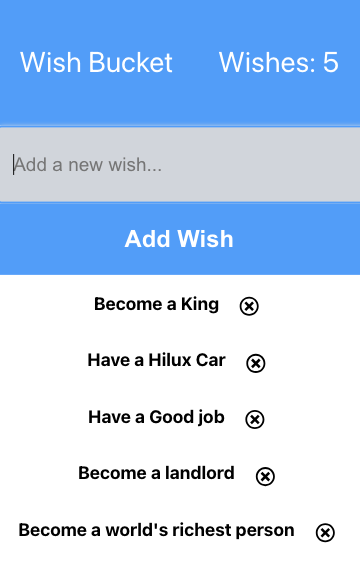 Wish Bucket Wishes: 5
Add a new wish...
Add Wish
Become a King
Have a Hilux Car
Have a Good job
Become a landlord
Become a world's richest person